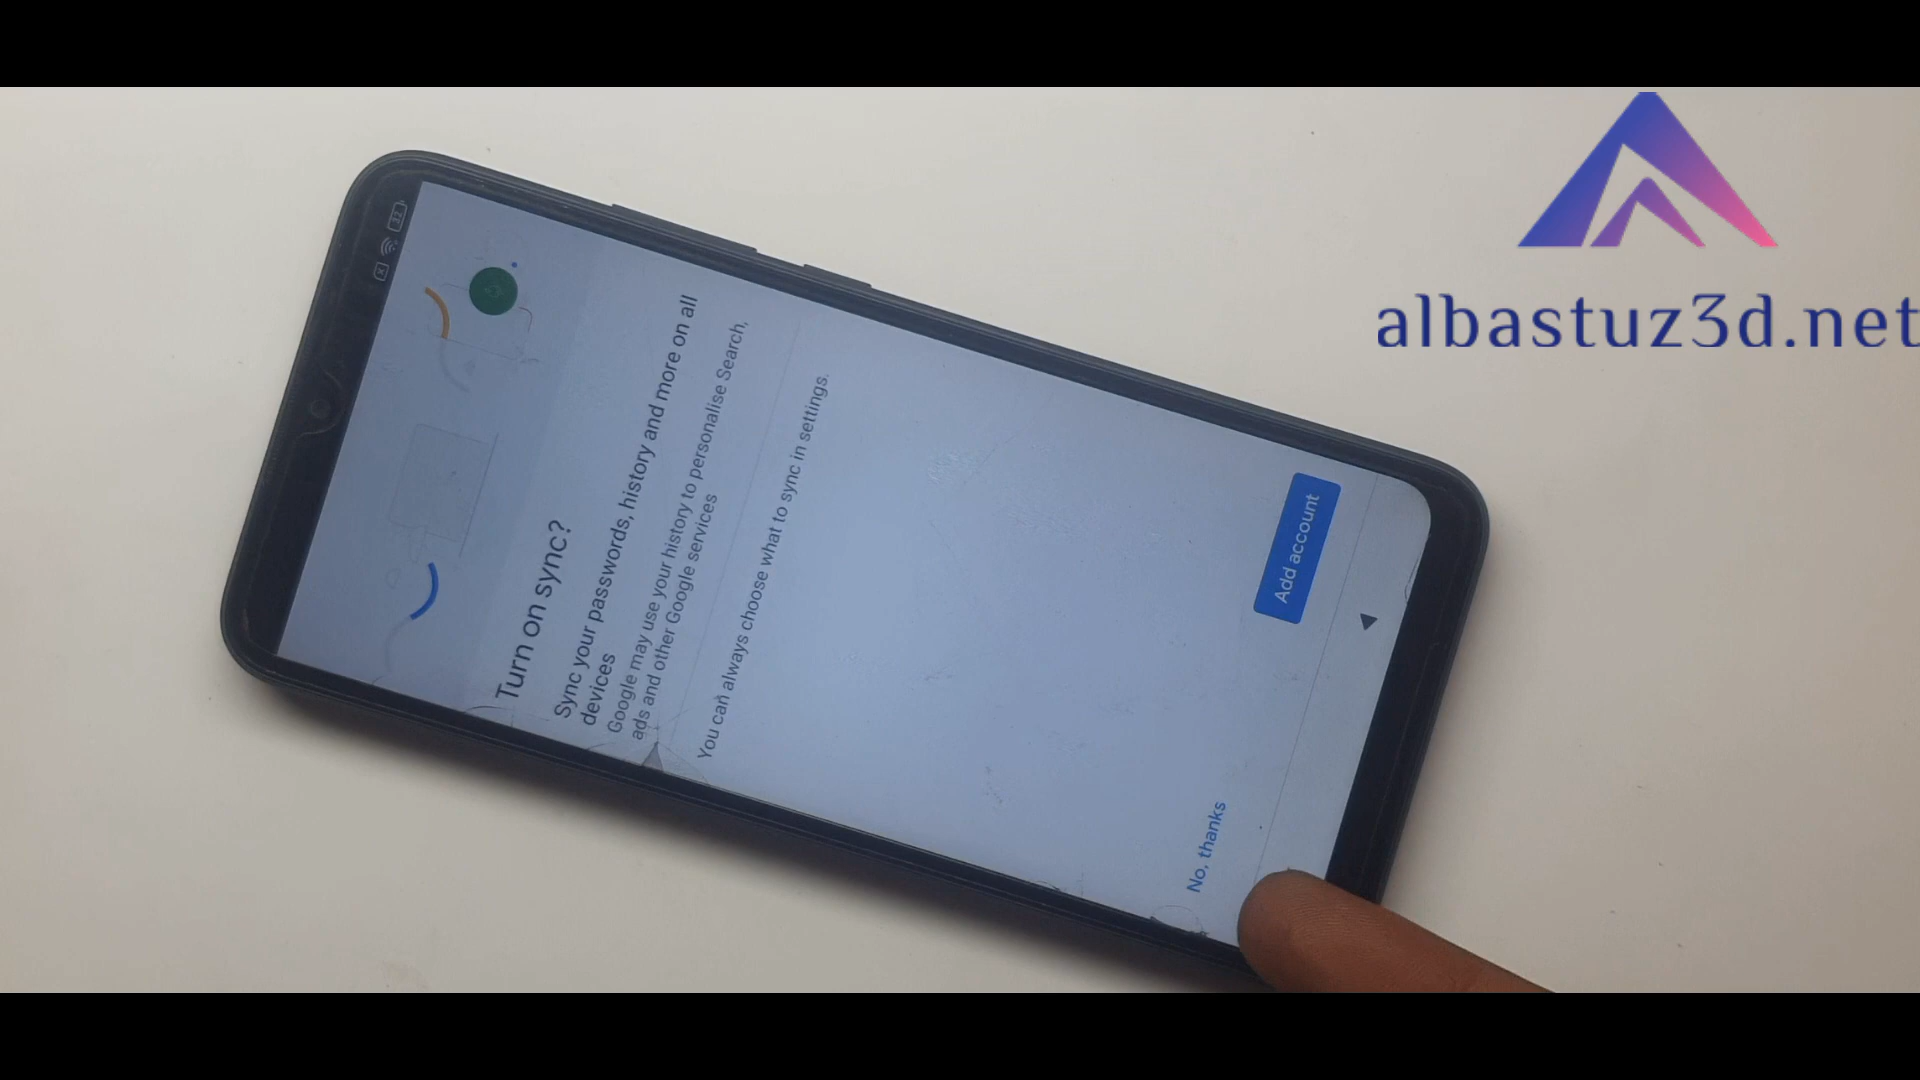 albastuz3d.net
32
Turn on sync?
Sync your passwords, history and more on all
devices
Google may use your history to personalise Search,
ads and other Google services
You can always choose what to sync in settings.
No, thanks
Add account